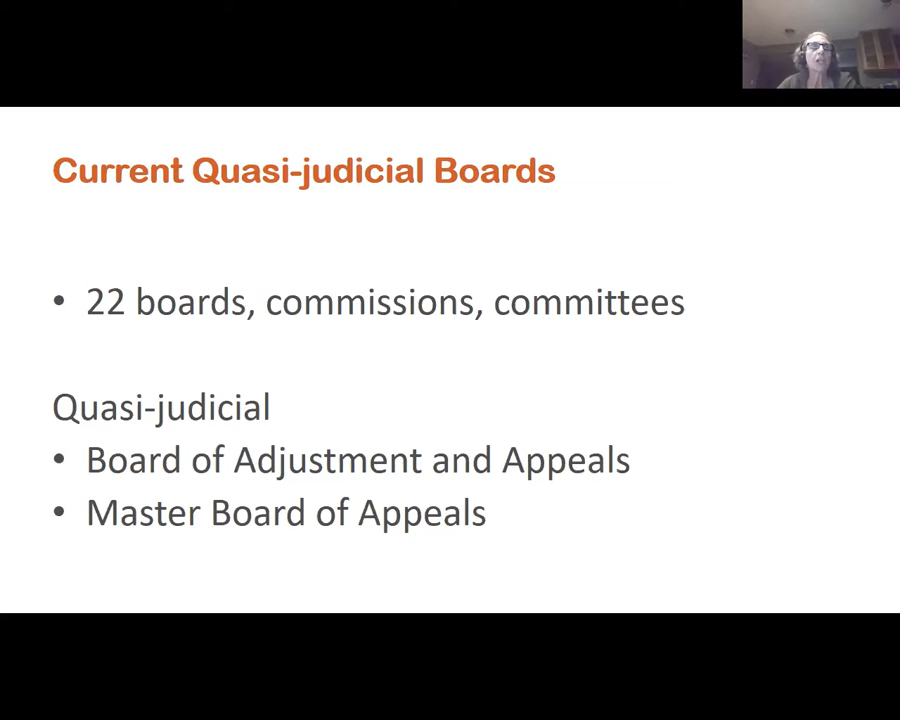 Current Quasi-judicial Boards
• 22 boards, commissions, committees
Quasi-judicial
• Board of Adjustment and Appeals
• Master Board of Appeals